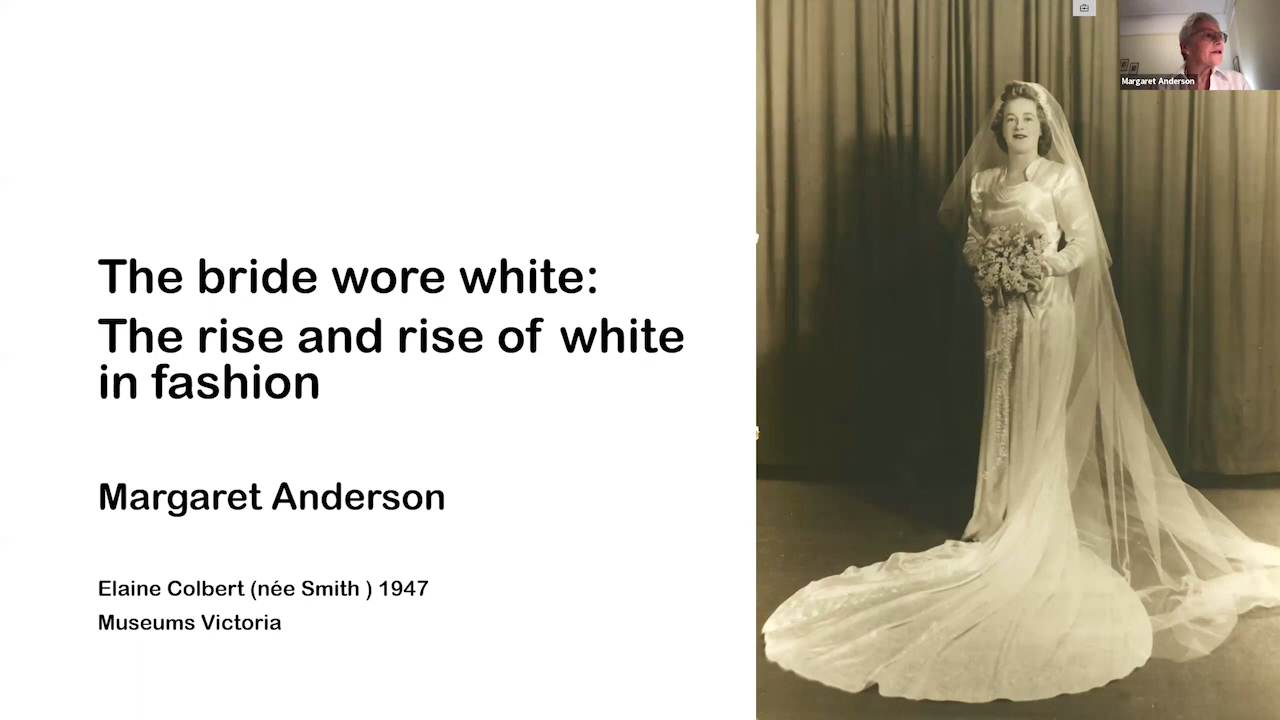 The bride wore white:
The rise and rise of white
in fashion
Margaret Anderson
Elaine Colbert (née Smith ) 1947
Museums Victoria
Margaret Anderson